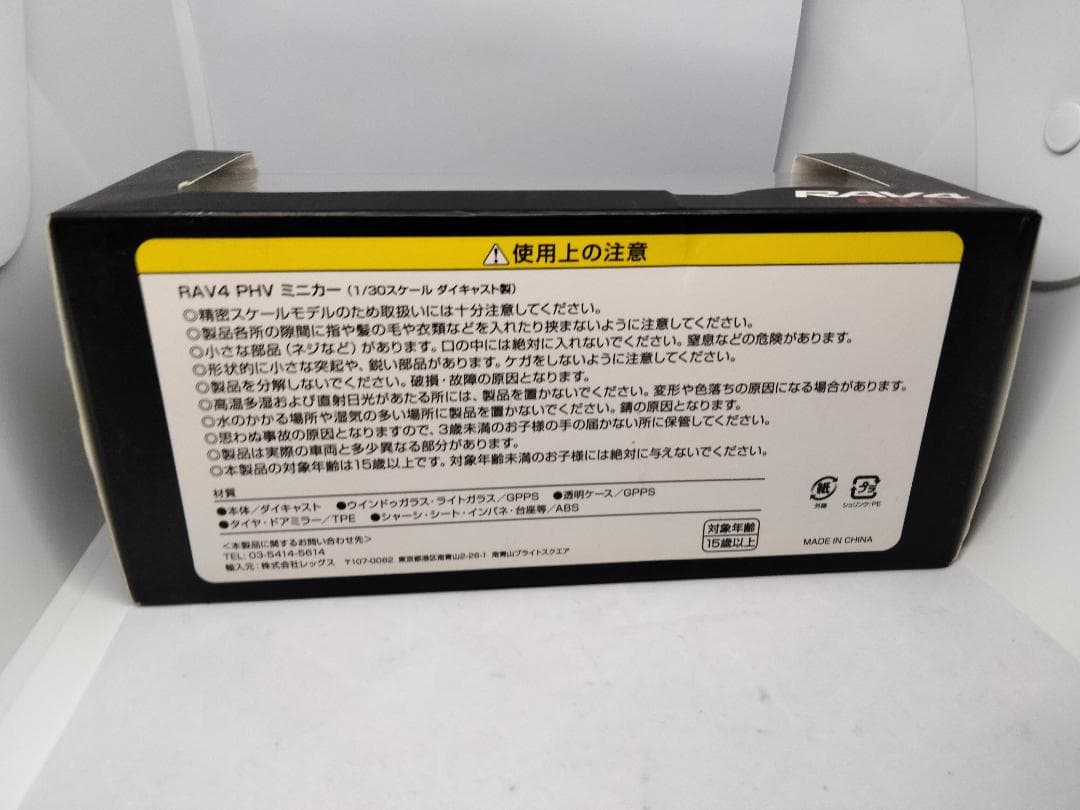 RAV4
⚠使用上の注意
RAV4 PHV ミニカー（1/30スケール ダイキャスト製）
◎精密スケールモデルのため取扱いには十分注意してください。
◎製品各所の隙間に指や髪の毛や衣類などを入れたり挟まないように注意してください。
◎小さな部品（ネジなど）があります。口の中には絶対に入れないでください。窒息などの危険があります。
◎形状的に小さな突起や、鋭い部品があります。ケガをしないように注意してください。
◎製品を分解しないでください。破損・故障の原因となります。
◎高温多湿および直射日光があたる所には、製品を置かないでください。変形や色落ちの原因になる場合があります。
◎水のかかる場所や湿気の多い場所に製品を置かないでください。錆の原因となります。
◎思わぬ事故の原因となりますので、3歳未満のお子様の手の届かない所に保管してください。
◎製品は実際の車両と多少異なる部分があります。
◎本製品の対象年齢は15歳以上です。対象年齢未満のお子様には絶対に与えないでください。
材質
●本体/ダイキャスト ●ウインドゥガラス・ライトガラス/GPPS ●透明ケース/GPPS
●タイヤ・ドアミラー/TPE ●シャーシ・シート・インパネ・台座等/ABS
＜本製品に関するお問い合わせ先＞
TEL: 03-5414-5614
輸入元：株式会社レックス 〒107-0062 東京都港区南青山2-26-1 南青山ブライトスクエア
対象年齢
15歳以上
紙
外箱
プラ
シュリンク:PE
MADE IN CHINA